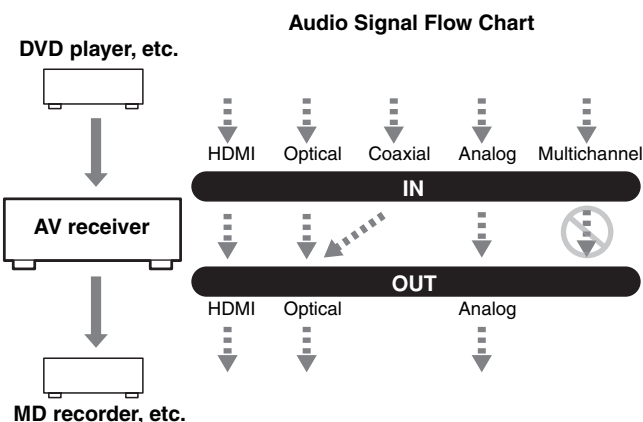 Audio Signal Flow Chart
DVD player, etc.
HDMI Optical Coaxial Analog Multichannel
IN
AV receiver
OUT
HDMI Optical Analog
MD recorder, etc.